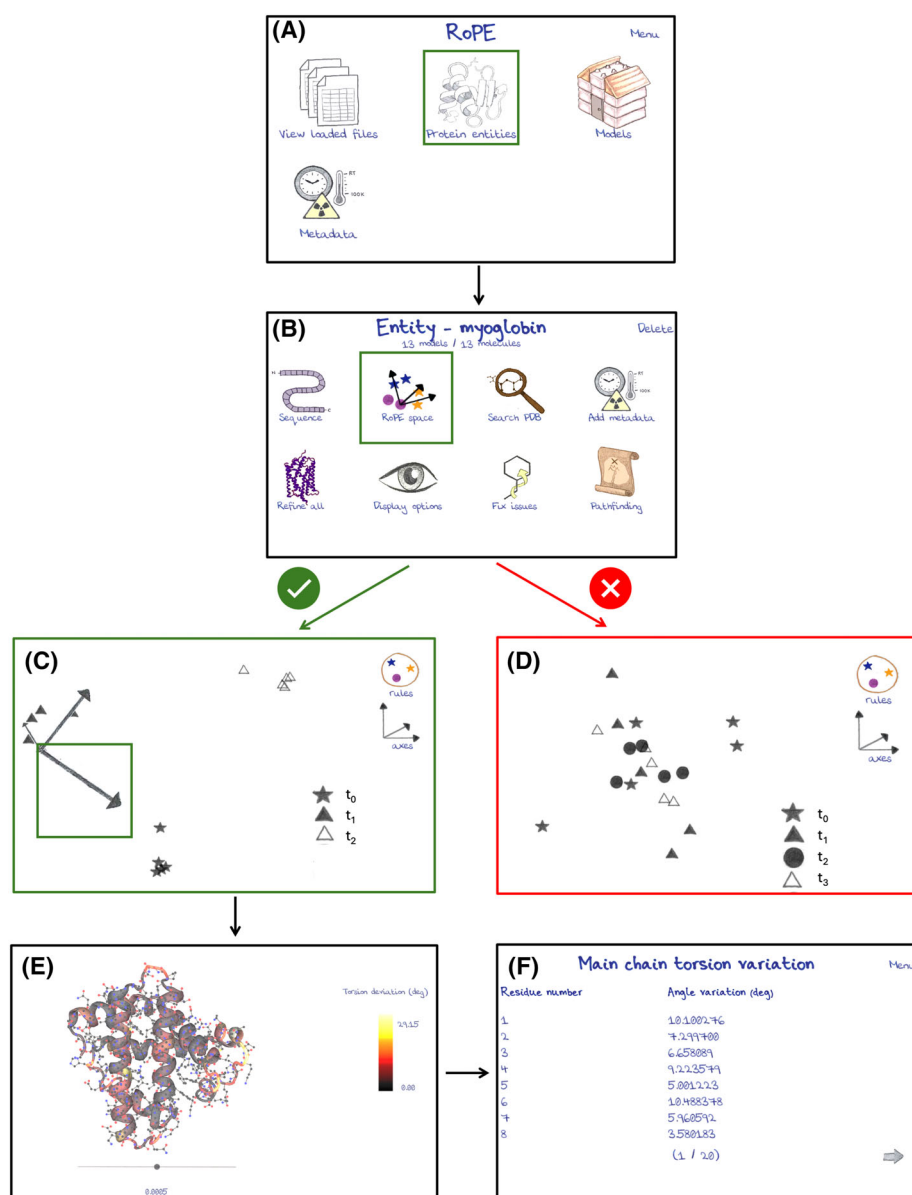 (A)
RoPE
Menu
View loaded files
Protein entities
Models
RT
100K
Metadata
(B)
Entity - myoglobin
13 models / 13 molecules
Delete
N
C
Sequence
RoPE space
Search PDB
RT
100K
Add metadata
Refine all
Display options
Fix issues
Pathfinding
(C)
rules
axes
t0
t1
t2
(D)
rules
axes
t0
t1
t2
t3
(E)
Torsion deviation (deg)
29.15
0.00
0.0005
(F)
Main chain torsion variation
Menu
Residue number Angle variation (deg)
1 10.100276
2 7.299700
3 6.658089
4 9.223579
5 5.001223
6 10.488378
7 5.960592
8 3.580183
(1 / 20)